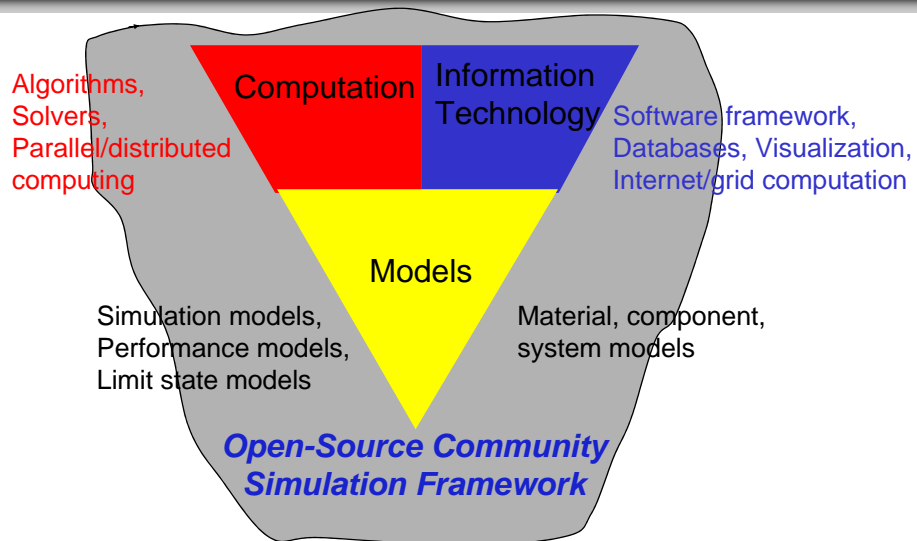 Algorithms,
Solvers,
Parallel/distributed
computing
Computation
Information
Technology
Software framework,
Databases, Visualization,
Internet/grid computation
Models
Simulation models,
Performance models,
Limit state models
Material, component,
system models
Open-Source Community
Simulation Framework